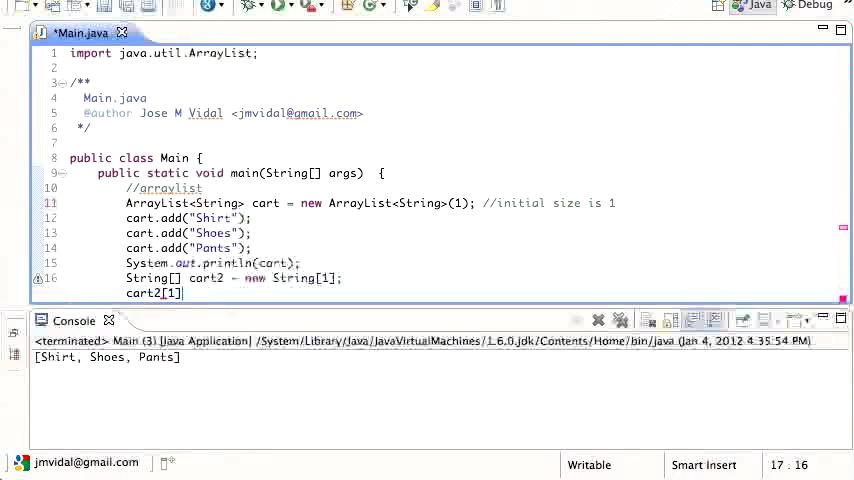 Java
Debug
*Main.java
1 import java.util.ArrayList;
2
3 /**
4 Main.java
5 @author Jose M Vidal <jmvidal@gmail.com>
6 */
7
8 public class Main {
9 public static void main(String[] args) {
10 //arraylist
11 ArrayList<String> cart = new ArrayList<String>(1); //initial size is 1
12 cart.add("Shirt");
13 cart.add("Shoes");
14 cart.add("Pants");
15 System.out.println(cart);
16 String[] cart2 = new String[1];
cart2[1]
Console
<terminated> Main (3) [Java Application] /System/Library/Java/JavaVirtualMachines/1.6.0.jdk/Contents/Home/bin/java (Jan 4, 2012 4:35:54 PM)
[Shirt, Shoes, Pants]
jmvidal@gmail.com
Writable
Smart Insert
17 : 16